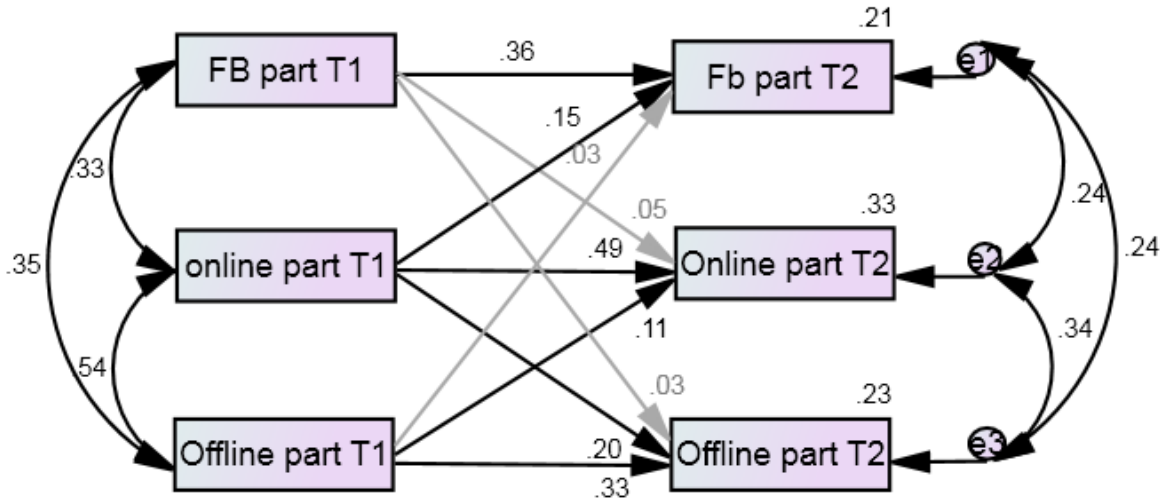 .21
FB part T1
.36
Fb part T2
e1
.15
.03
.33
.24
.05
.33
.35
online part T1
.49
Online part T2
e2
.24
.11
.34
54
.03
.23
Offline part T1
.20
Offline part T2
e3
.33